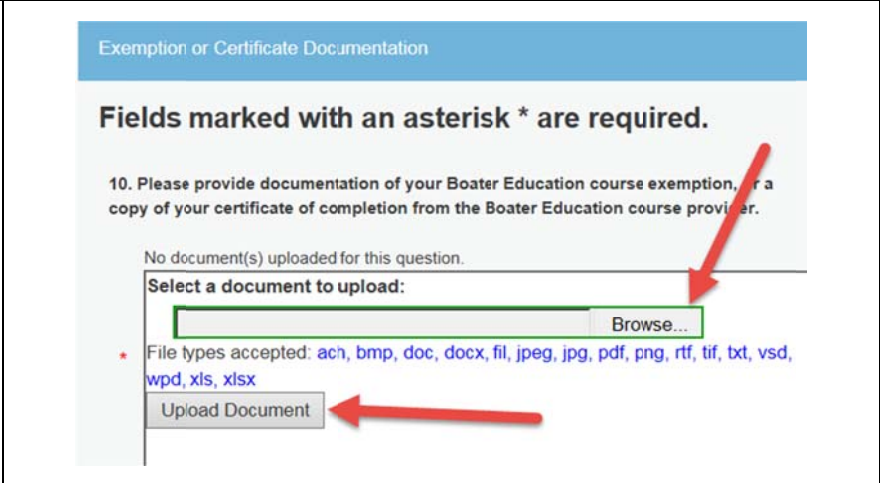 Exemption or Certificate Documentation
Fields marked with an asterisk * are required.
10. Please provide documentation of your Boater Education course exemption, or a
copy of your certificate of completion from the Boater Education course provider.
No document(s) uploaded for this question.
Select a document to upload:
Browse...
* File types accepted: ach, bmp, doc, docx, fil, jpeg, jpg, pdf, png, rtf, tif, txt, vsd,
wpd, xls, xlsx
Upload Document